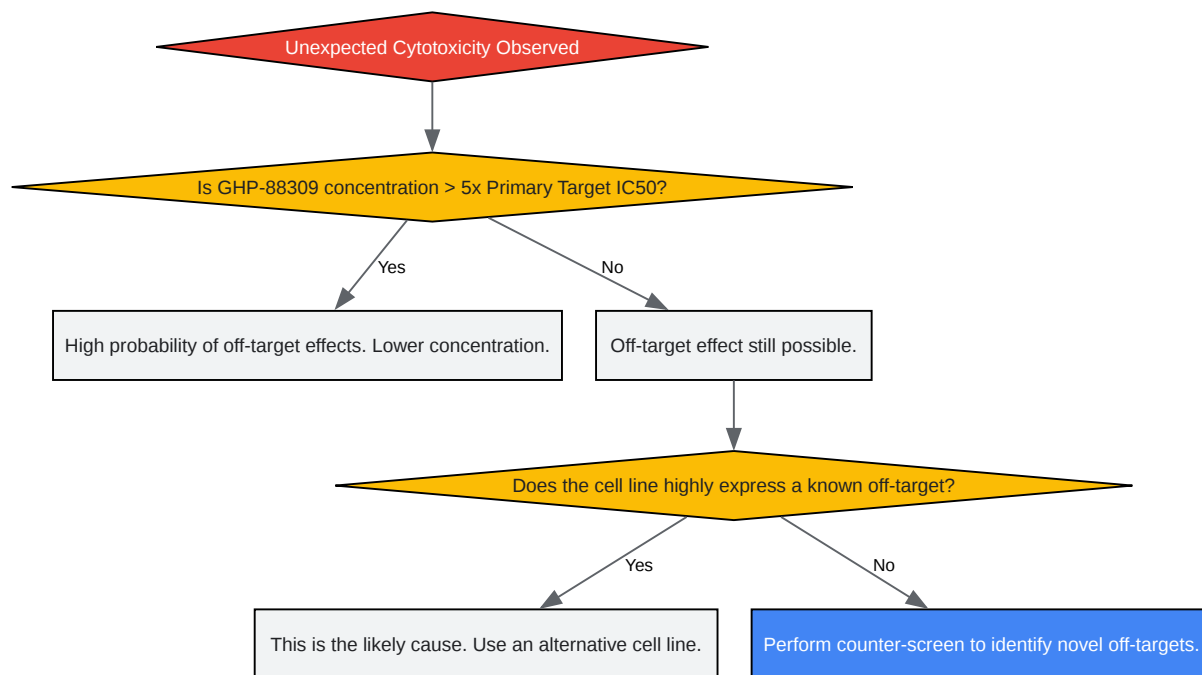 Unexpected Cytotoxicity Observed
Is GHP-88309 concentration > 5x Primary Target IC50?
Yes
No
High probability of off-target effects. Lower concentration.
Off-target effect still possible.
Does the cell line highly express a known off-target?
Yes
No
This is the likely cause. Use an alternative cell line.
Perform counter-screen to identify novel off-targets.